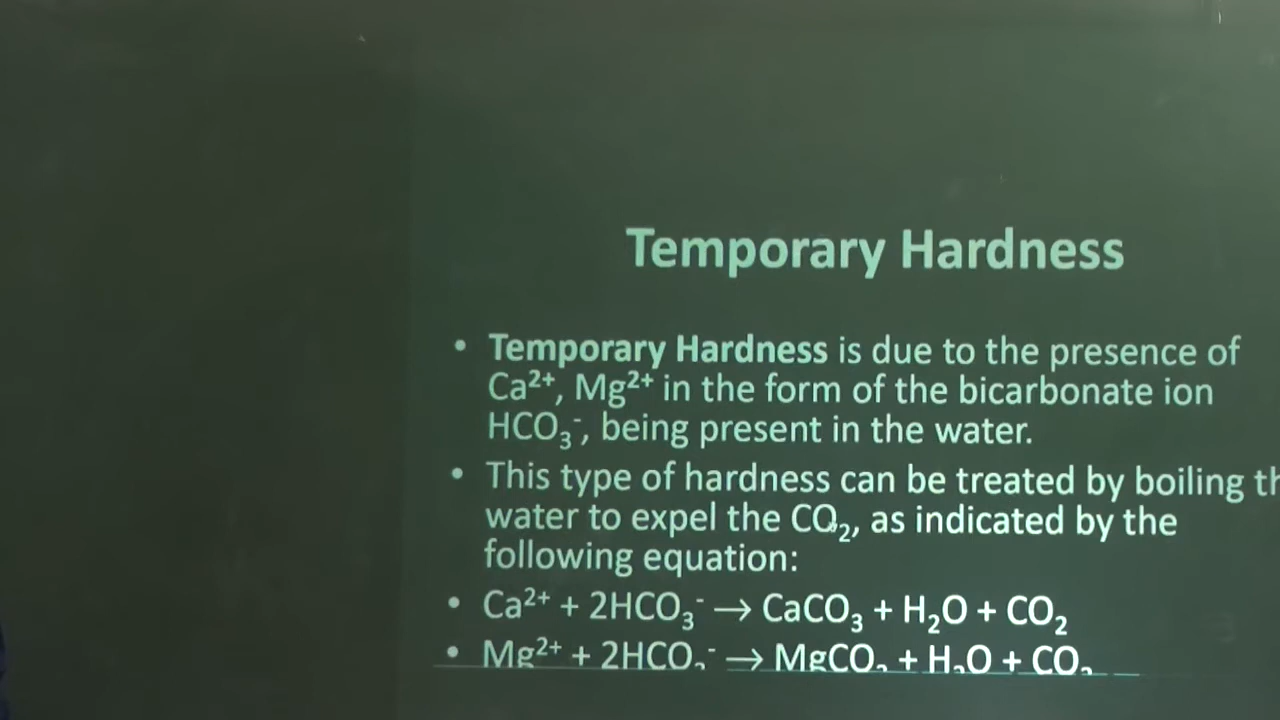 Temporary Hardness
• Temporary Hardness is due to the presence of
Ca²⁺, Mg²⁺ in the form of the bicarbonate ion
HCO₃⁻, being present in the water.
• This type of hardness can be treated by boiling th
water to expel the CO₂, as indicated by the
following equation:
• Ca²⁺ + 2HCO₃⁻ → CaCO₃ + H₂O + CO₂
• Mg²⁺ + 2HCO₃⁻ → MgCO₃ + H₂O + CO₂